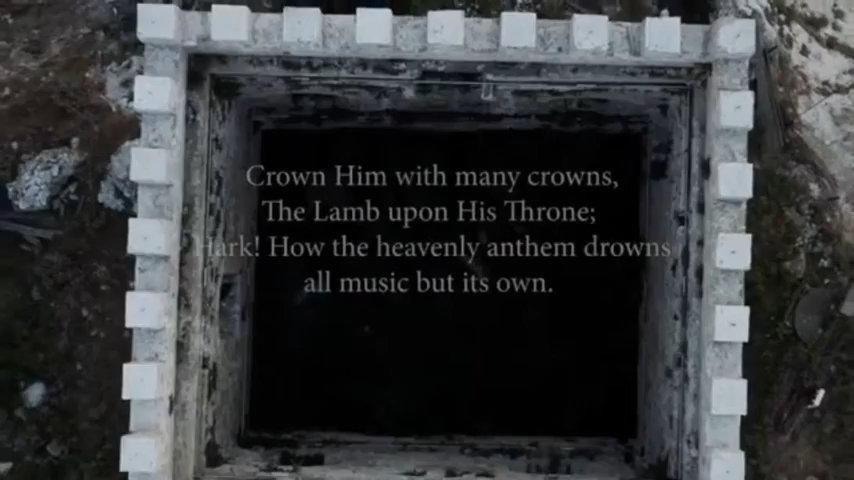 Crown Him with many crowns,
The Lamb upon His Throne;
Hark! How the heavenly anthem drowns
all music but its own.